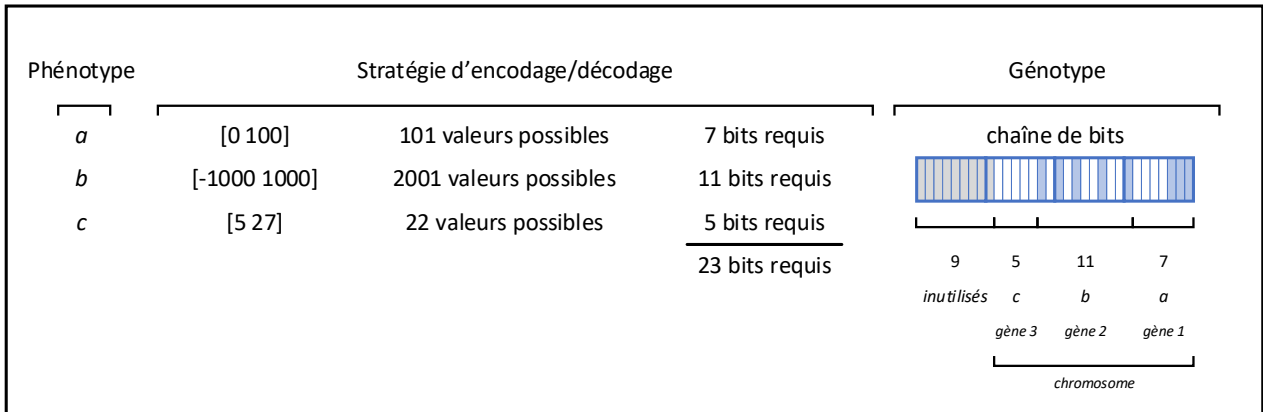 Phénotype Stratégie d'encodage/décodage Génotype
a [0 100] 101 valeurs possibles 7 bits requis chaîne de bits
b [-1000 1000] 2001 valeurs possibles 11 bits requis
c [5 27] 22 valeurs possibles 5 bits requis
23 bits requis
9 5 11 7
inutilisés c b a
gène 3 gène 2 gène 1
chromosome